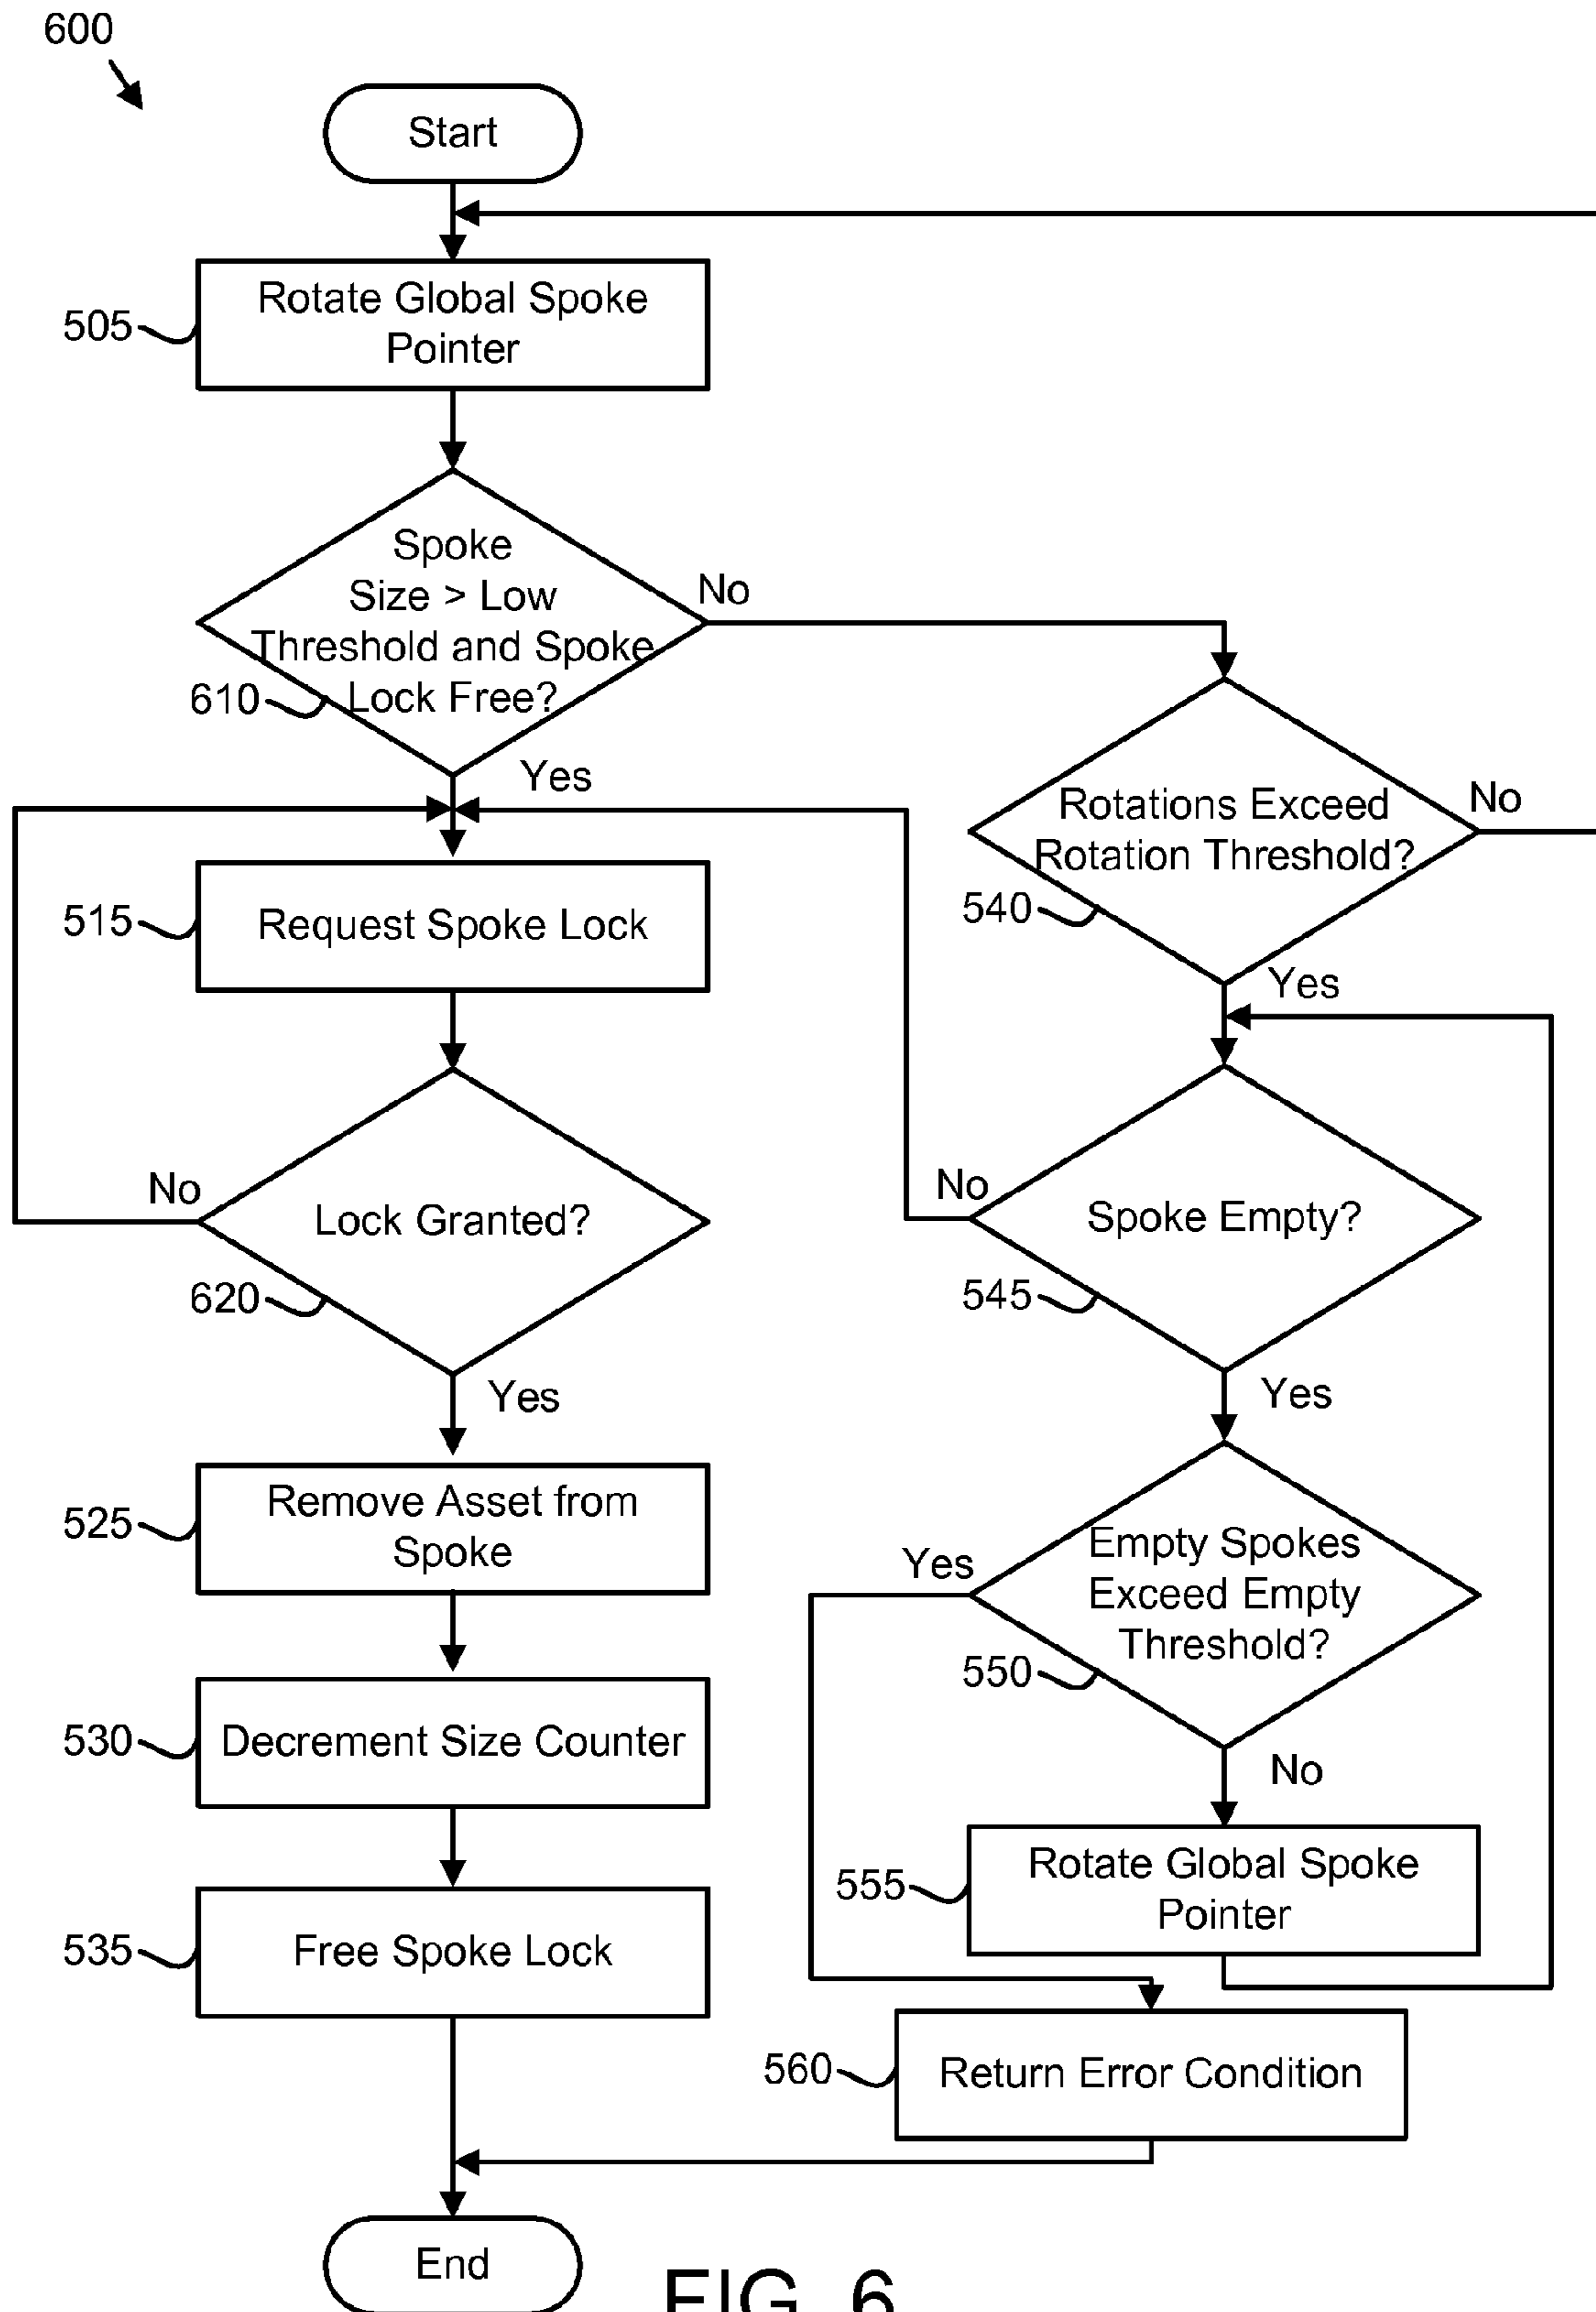 600
Start
505
Rotate Global Spoke
Pointer
Spoke
Size > Low
Threshold and Spoke
Lock Free?
610
No
Yes
Rotations Exceed
Rotation Threshold?
540
No
Yes
515
Request Spoke Lock
Lock Granted?
620
No
Yes
Spoke Empty?
545
No
Yes
525
Remove Asset from
Spoke
Empty Spokes
Exceed Empty
Threshold?
550
Yes
No
530
Decrement Size Counter
555
Rotate Global Spoke
Pointer
535
Free Spoke Lock
560
Return Error Condition
End
FIG. 6